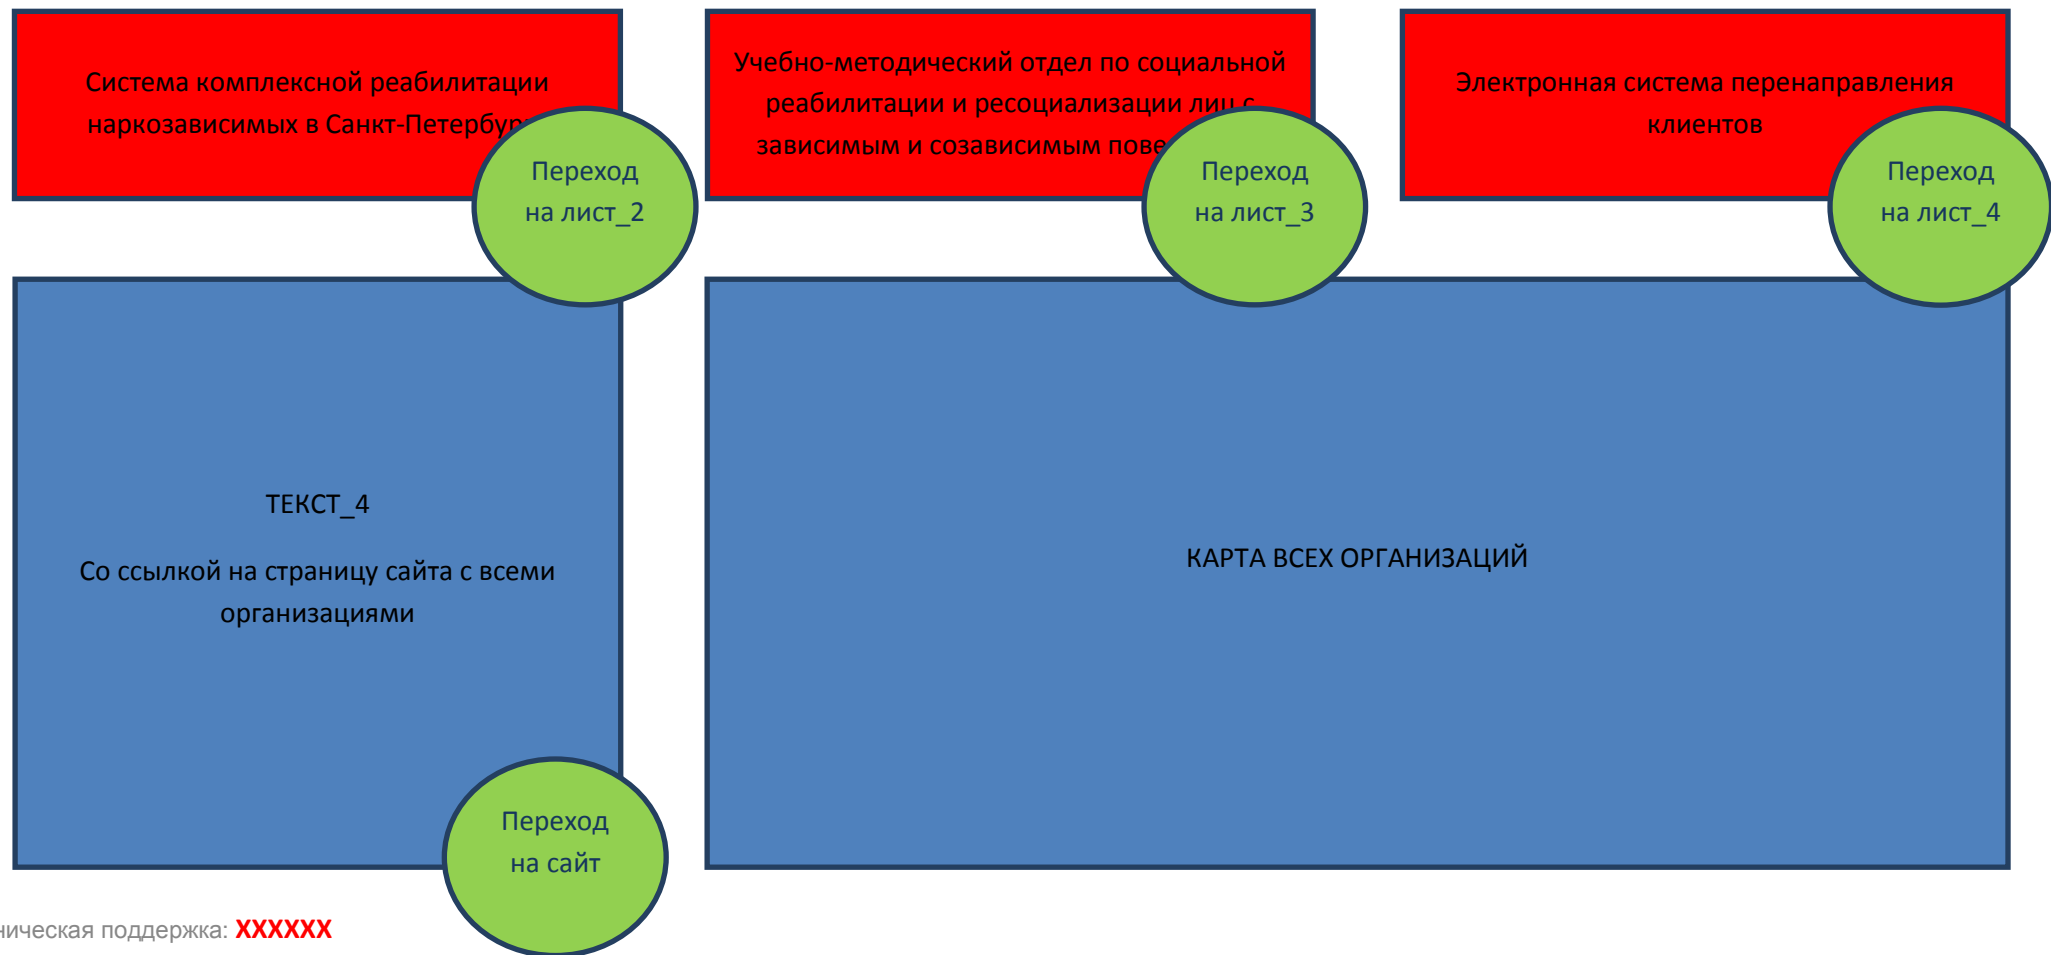 Система комплексной реабилитации
наркозависимых в Санкт-Петербур
Учебно-методический отдел по социальной
реабилитации и ресоциализации лиц с
зависимым и созависимым пове
Электронная система перенаправления
клиентов
Переход
на лист_2
Переход
на лист_3
Переход
на лист_4
ТЕКСТ_4
Со ссылкой на страницу сайта с всеми
организациями
КАРТА ВСЕХ ОРГАНИЗАЦИЙ
Переход
на сайт
ническая поддержка: XXXXXX